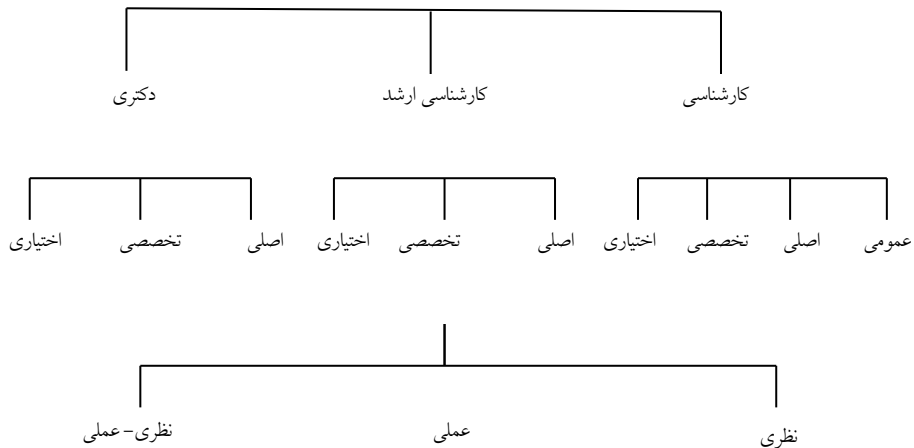 کارشناسی کارشناسی ارشد دکتری
عمومی اصلی تخصصی اختیاری اصلی تخصصی اختیاری اصلی تخصصی اختیاری
نظری عملی نظری-عملی